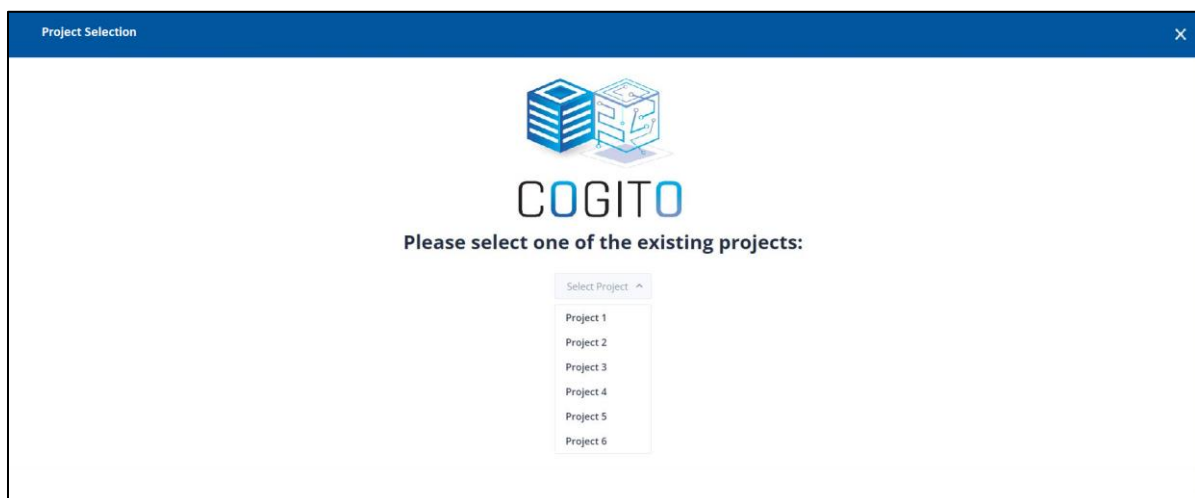 Project Selection
COGITO
Please select one of the existing projects:
Select Project
Project 1
Project 2
Project 3
Project 4
Project 5
Project 6